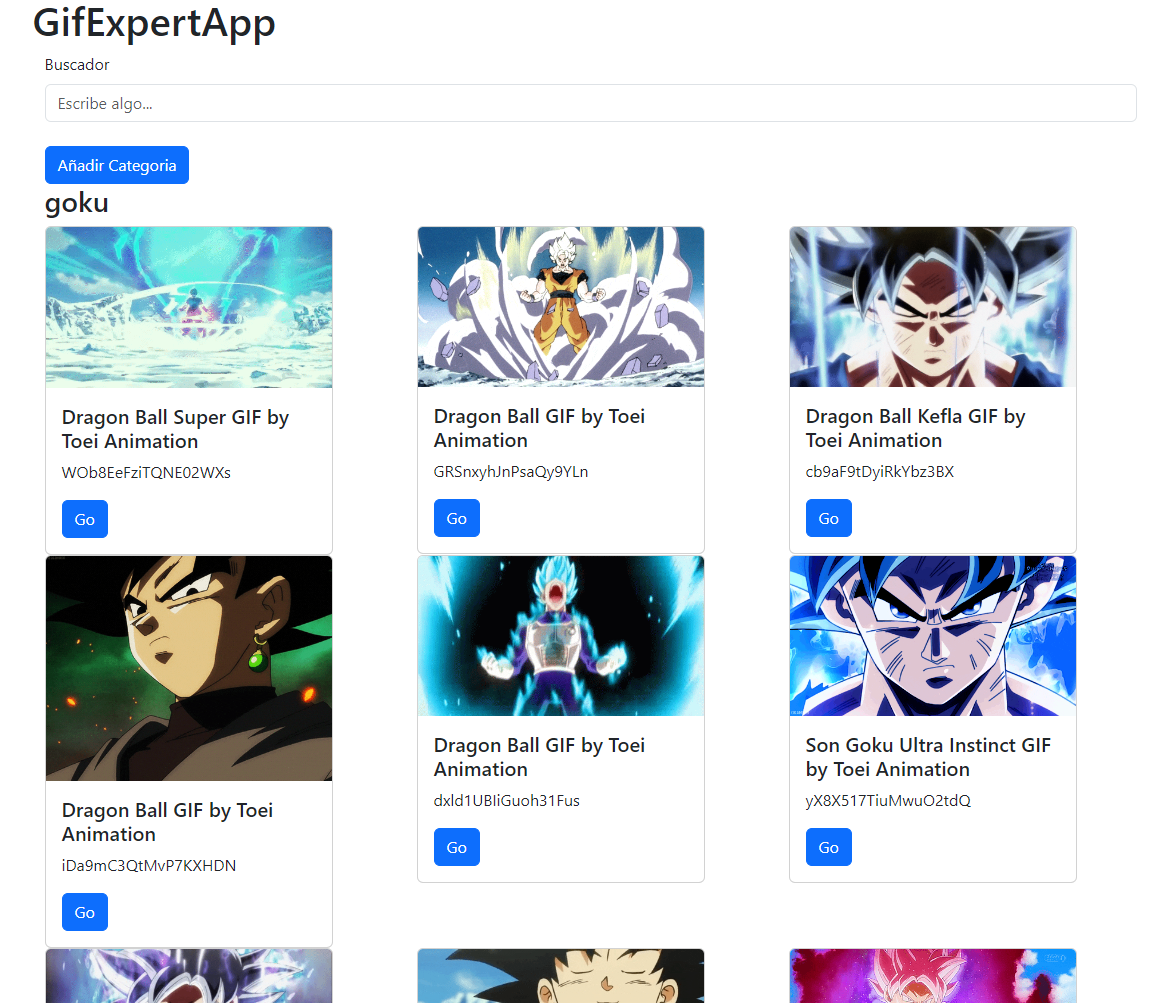 GifExpertApp
Buscador
Escribe algo...
Añadir Categoria
goku
Dragon Ball Super GIF by
Toei Animation
WOb8EeFziTQNE02WXs
Go
Dragon Ball GIF by Toei
Animation
GRSnxyhJnPsaQy9YLn
Go
Dragon Ball Kefla GIF by
Toei Animation
cb9aF9tDyiRkYbz3BX
Go
Dragon Ball GIF by Toei
Animation
iDa9mC3QtMvP7KXHDN
Go
Dragon Ball GIF by Toei
Animation
dxld1UBIiGuoh31Fus
Go
Son Goku Ultra Instinct GIF
by Toei Animation
yX8X517TiuMwuO2tdQ
Go